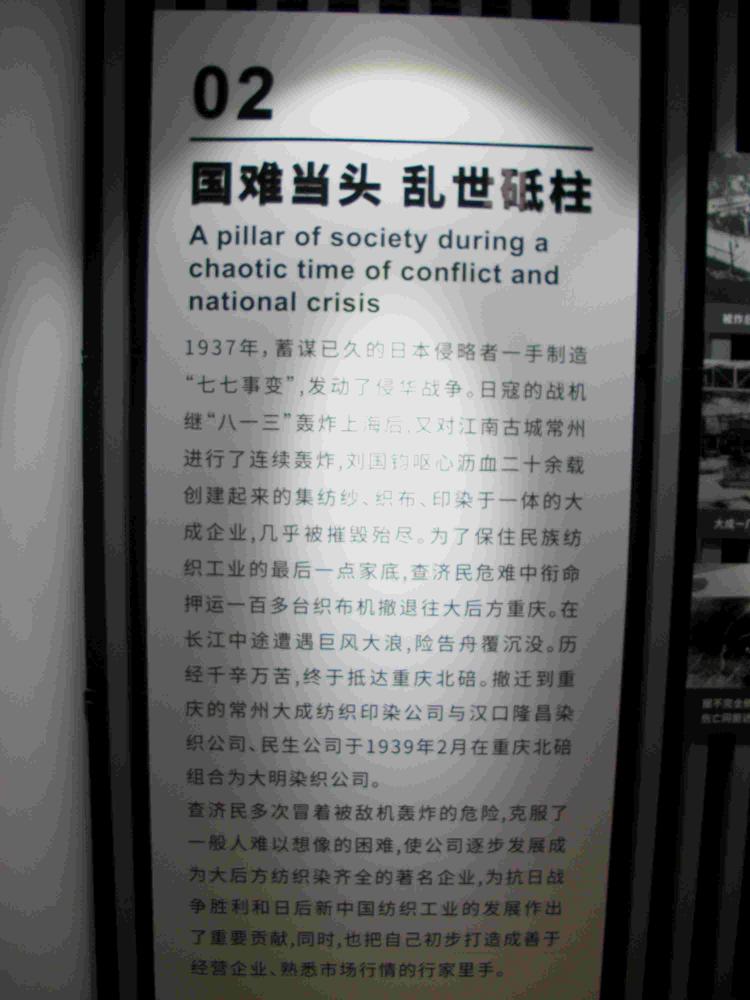 02
国难当头 乱世砥柱
A pillar of society during a
chaotic time of conflict and
national crisis
1937年，蓄谋已久的日本侵略者一手制造
“七七事变”，发动了侵华战争。日寇的战机
继“八一三”轰炸上海后，又对江南古城常州
进行了连续轰炸，刘国钧呕心沥血二十余载
创建起来的集纺纱、织布、印染于一体的大
成企业，几乎被摧毁殆尽。为了保住民族纺
织工业的最后一点家底，查济民危难中衔命
押运一百多台织布机撤退往大后方重庆。在
长江中途遭遇巨风大浪，险告舟覆沉没。历
经千辛万苦，终于抵达重庆北碚。撤迁到重
庆的常州大成纺织印染公司与汉口隆昌染
织公司、民生公司于1939年2月在重庆北碚
组合为大明染织公司。
查济民多次冒着被敌机轰炸的危险，克服了
一般人难以想像的困难，使公司逐步发展成
为大后方纺织染齐全的著名企业，为抗日战
争胜利和日后新中国纺织工业的发展作出
了重要贡献，同时，也把自己初步打造成善于
经营企业、熟悉市场行情的行家里手。
被炸
大成一